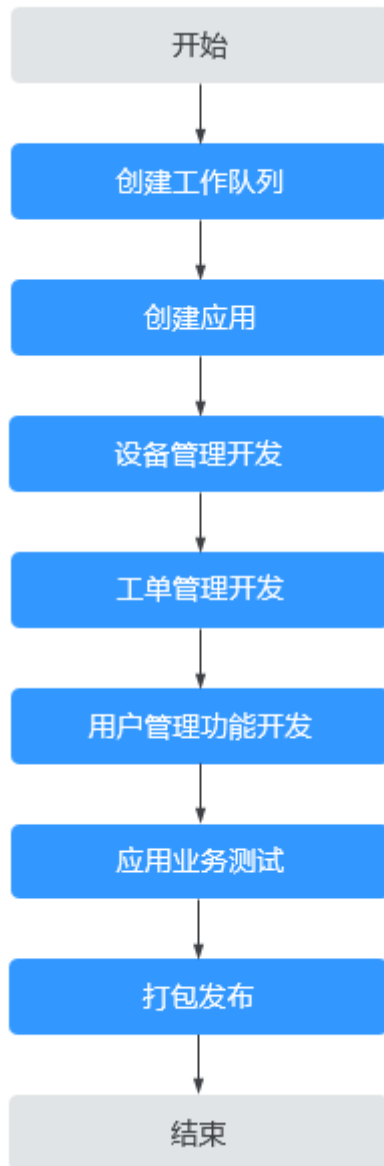 开始
创建工作队列
创建应用
设备管理开发
工单管理开发
用户管理功能开发
应用业务测试
打包发布
结束